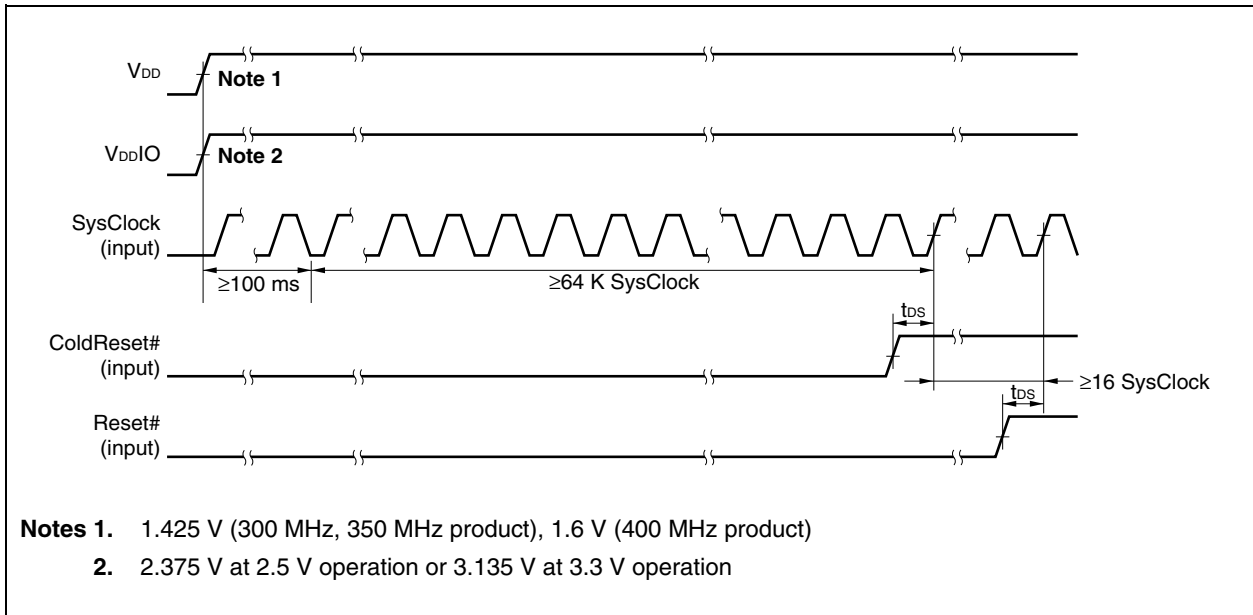 VDD
Note 1
VDDIO
Note 2
SysClock
(input)
≥100 ms
≥64 K SysClock
tDS
ColdReset#
(input)
≥16 SysClock
tDS
Reset#
(input)
Notes 1. 1.425 V (300 MHz, 350 MHz product), 1.6 V (400 MHz product)
2. 2.375 V at 2.5 V operation or 3.135 V at 3.3 V operation